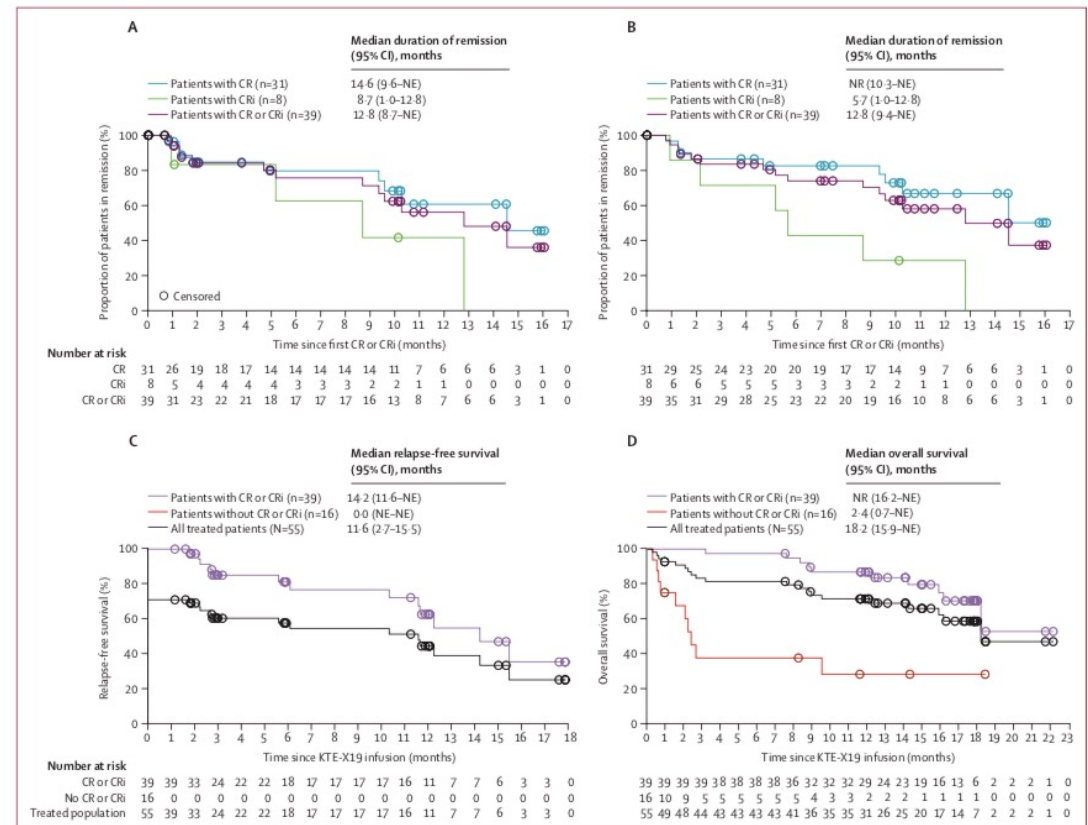 A
Median duration of remission
(95% CI), months
Patients with CR (n=31) 14·6 (9·6–NE)
Patients with CRi (n=8) 8·7 (1·0–12·8)
Patients with CR or CRi (n=39) 12·8 (8·7–NE)
Proportion of patients in remission (%)
100
80
60
40
20
0
Censored
0 1 2 3 4 5 6 7 8 9 10 11 12 13 14 15 16 17
Time since first CR or CRi (months)
Number at risk
CR 31 26 19 18 17 14 14 14 14 14 11 7 6 6 6 3 1 0
CRi 8 5 4 4 4 4 3 3 3 2 2 1 1 0 0 0 0 0
CR or CRi 39 31 23 22 21 18 17 17 17 16 13 8 7 6 6 3 1 0
B
Median duration of remission
(95% CI), months
Patients with CR (n=31) NR (10·3–NE)
Patients with CRi (n=8) 5·7 (1·0–12·8)
Patients with CR or CRi (n=39) 12·8 (9·4–NE)
Proportion of patients in remission (%)
100
80
60
40
20
0
0 1 2 3 4 5 6 7 8 9 10 11 12 13 14 15 16 17
Time since first CR or CRi (months)
31 29 25 24 23 20 20 19 17 17 14 9 7 6 6 3 1 0
8 6 6 5 5 5 3 3 3 2 2 1 1 0 0 0 0 0
39 35 31 29 28 25 23 22 20 19 16 10 8 6 6 3 1 0
C
Median relapse-free survival
(95% CI), months
Patients with CR or CRi (n=39) 14·2 (11·6–NE)
Patients without CR or CRi (n=16) 0·0 (NE–NE)
All treated patients (N=55) 11·6 (2·7–15·5)
Relapse-free survival (%)
100
80
60
40
20
0
0 1 2 3 4 5 6 7 8 9 10 11 12 13 14 15 16 17 18
Time since KTE-X19 infusion (months)
Number at risk
CR or CRi 39 39 33 24 22 22 18 17 17 17 17 16 11 7 7 6 3 3 0
No CR or CRi 16 0 0 0 0 0 0 0 0 0 0 0 0 0 0 0 0 0 0
Treated population 55 39 33 24 22 22 18 17 17 17 17 16 11 7 7 6 3 3 0
D
Median overall survival
(95% CI), months
Patients with CR or CRi (n=39) NR (16·2–NE)
Patients without CR or CRi (n=16) 2·4 (0·7–NE)
All treated patients (N=55) 18·2 (15·9–NE)
Overall survival (%)
100
80
60
40
20
0
0 1 2 3 4 5 6 7 8 9 10 11 12 13 14 15 16 17 18 19 20 21 22 23
Time since KTE-X19 infusion (months)
39 39 39 39 38 38 38 38 36 32 32 32 29 24 23 19 16 13 6 2 2 2 1 0
16 10 9 5 5 5 5 5 5 4 3 3 2 2 2 1 1 1 1 0 0 0 0 0
55 49 48 44 43 43 43 43 41 36 35 35 31 26 25 20 17 14 7 2 2 2 1 0